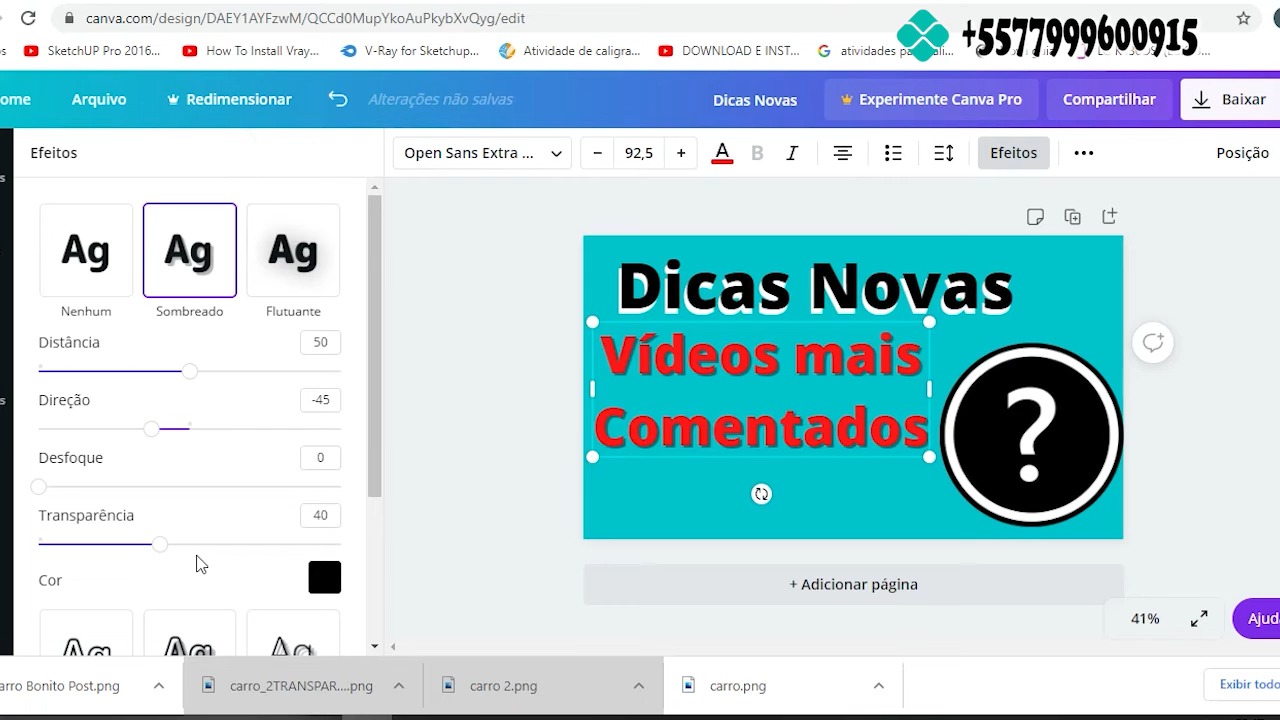 canva.com/design/DAEY1AYFzwM/QCCd0MupYkoAuPkybXvQyg/edit
+5577999600915
SketchUP Pro 2016...
How To Install Vray...
V-Ray for Sketchup...
Atividade de caligra...
DOWNLOAD E INST...
ome
Arquivo
Redimensionar
Alterações não salvas
Dicas Novas
Experimente Canva Pro
Compartilhar
Baixar
Efeitos
Open Sans Extra ...
92,5
A
B
I
Efeitos
Posição
Ag
Ag
Ag
Nenhum
Sombreado
Flutuante
Distância
50
Direção
-45
Desfoque
0
Transparência
40
Cor
Ag
Ag
Ag
Dicas Novas
Vídeos mais
Comentados
?
+ Adicionar página
41%
Ajuda
arro Bonito Post.png
carro_2TRANSPAR....png
carro 2.png
carro.png
Exibir todo